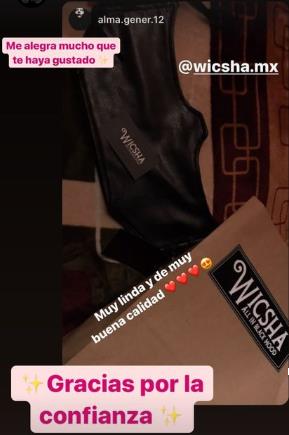 alma.gener.12
Me alegra mucho que
te haya gustado ✨
@wicsha.mx
WICSHA
Muy linda y de muy
buena calidad ❤️❤️❤️😍
WICSHA
ALL IN BLACK MOOD
✨Gracias por la
confianza ✨